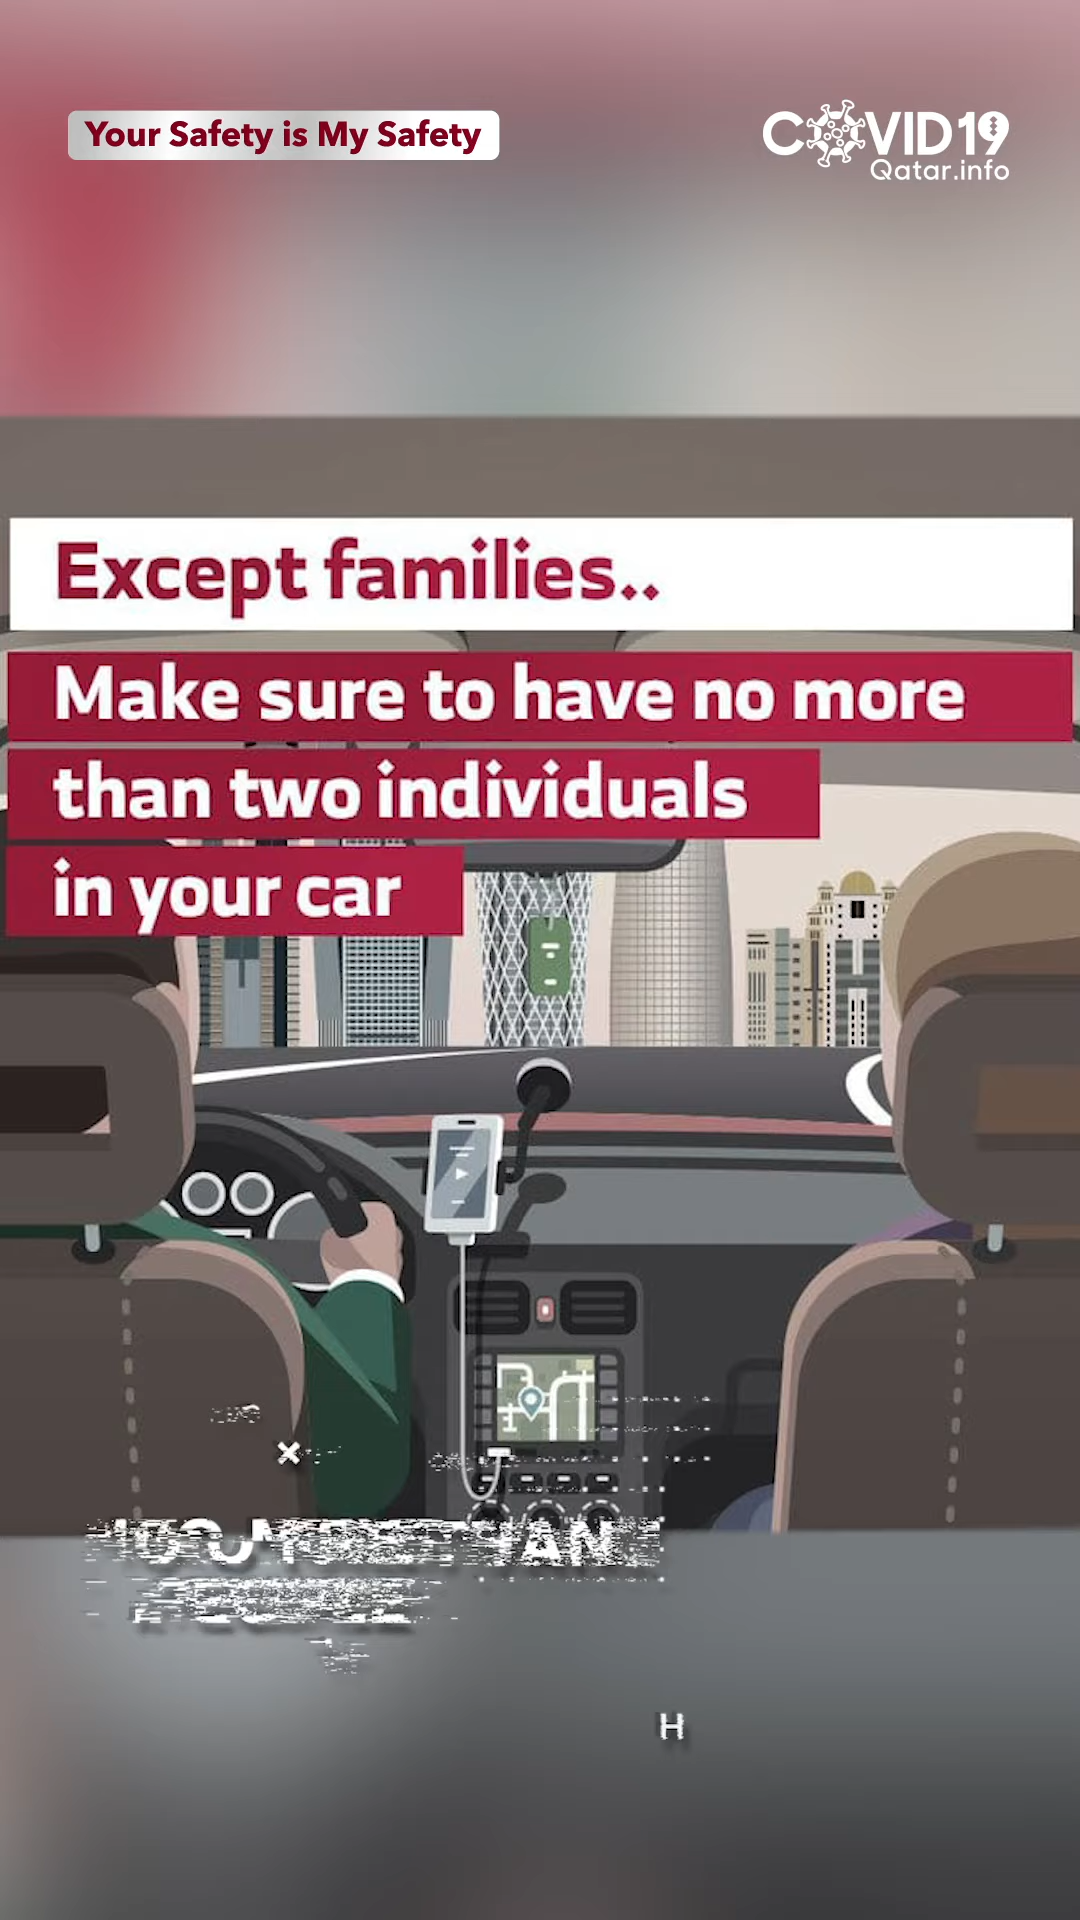 Your Safety is My Safety
COVID19
Qatar.info
Except families..
Make sure to have no more
than two individuals
in your car
H